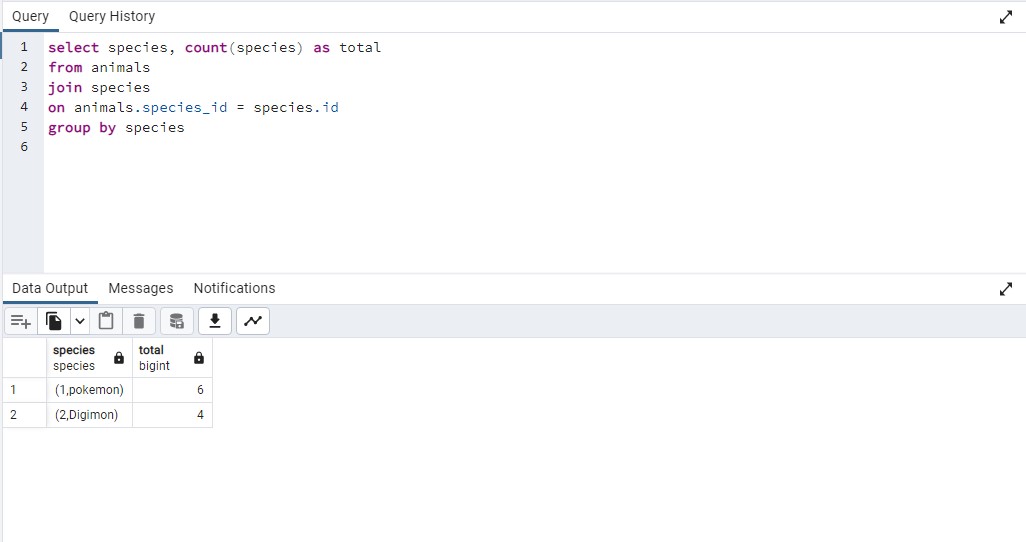 Query Query History
1 select species, count(species) as total
2 from animals
3 join species
4 on animals.species_id = species.id
5 group by species
6
Data Output Messages Notifications
species total
species bigint
1 (1,pokemon) 6
2 (2,Digimon) 4